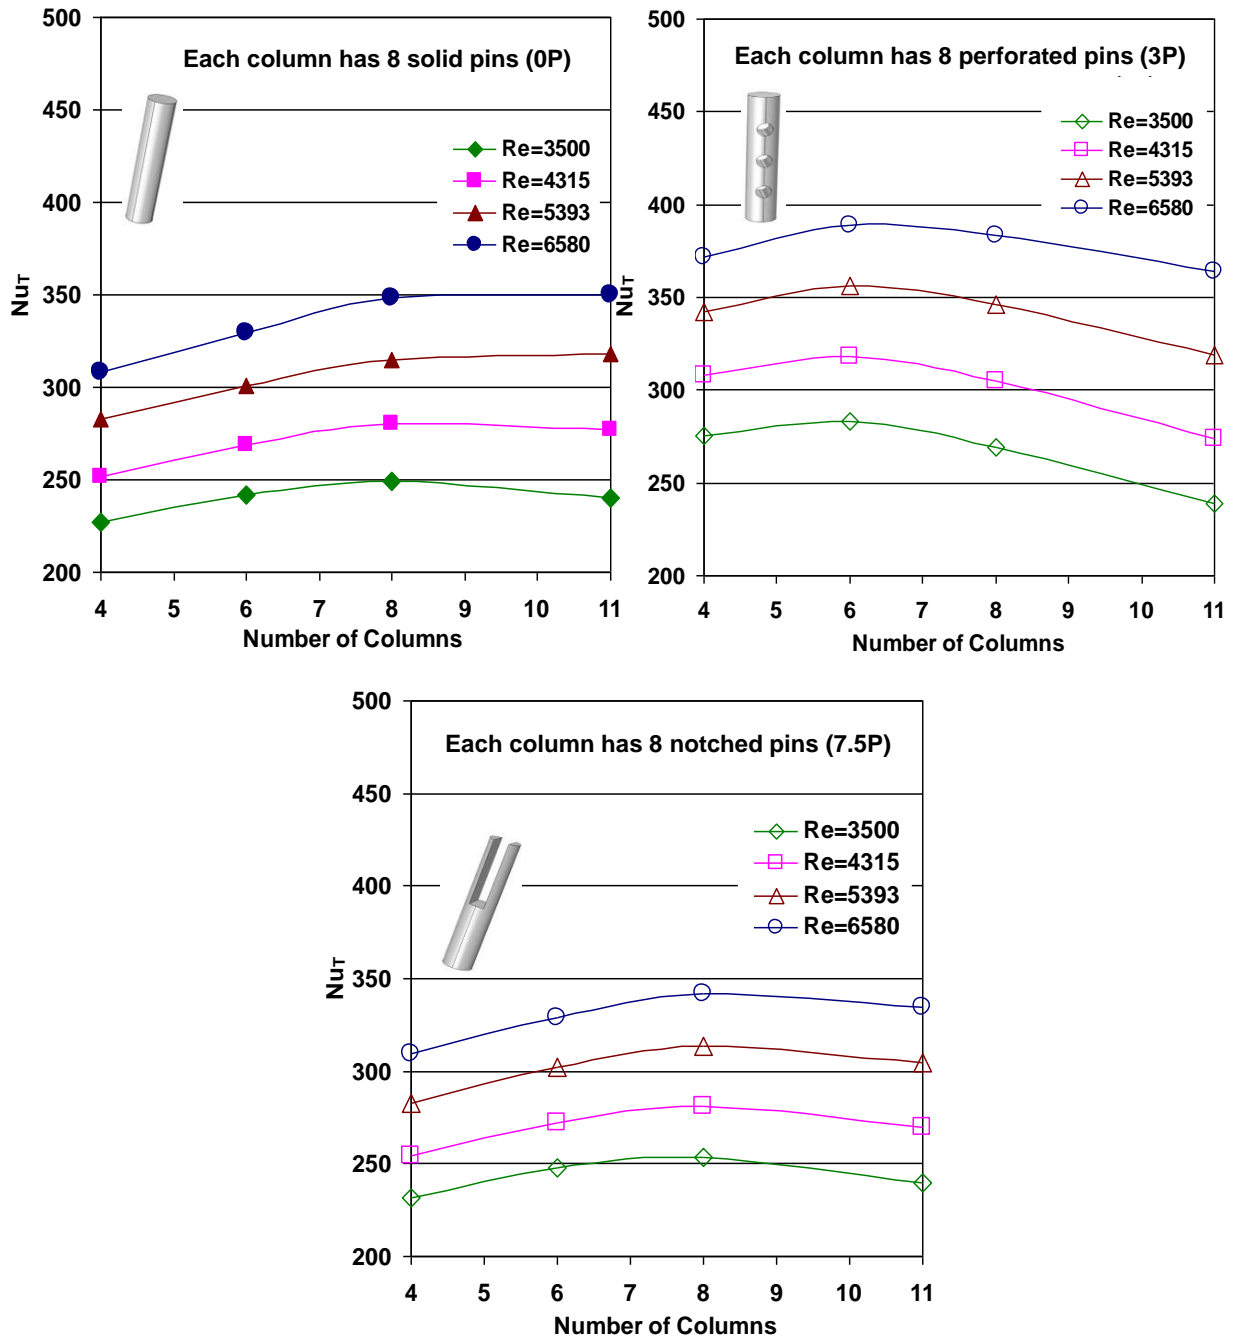 Each column has 8 solid pins (0P)
500
450
400
350
300
250
200
NuT
Re=3500
Re=4315
Re=5393
Re=6580
4 5 6 7 8 9 10 11
Number of Columns
Each column has 8 perforated pins (3P)
500
450
400
350
300
250
200
NuT
Re=3500
Re=4315
Re=5393
Re=6580
4 5 6 7 8 9 10 11
Number of Columns
Each column has 8 notched pins (7.5P)
500
450
400
350
300
250
200
NuT
Re=3500
Re=4315
Re=5393
Re=6580
4 5 6 7 8 9 10 11
Number of Columns